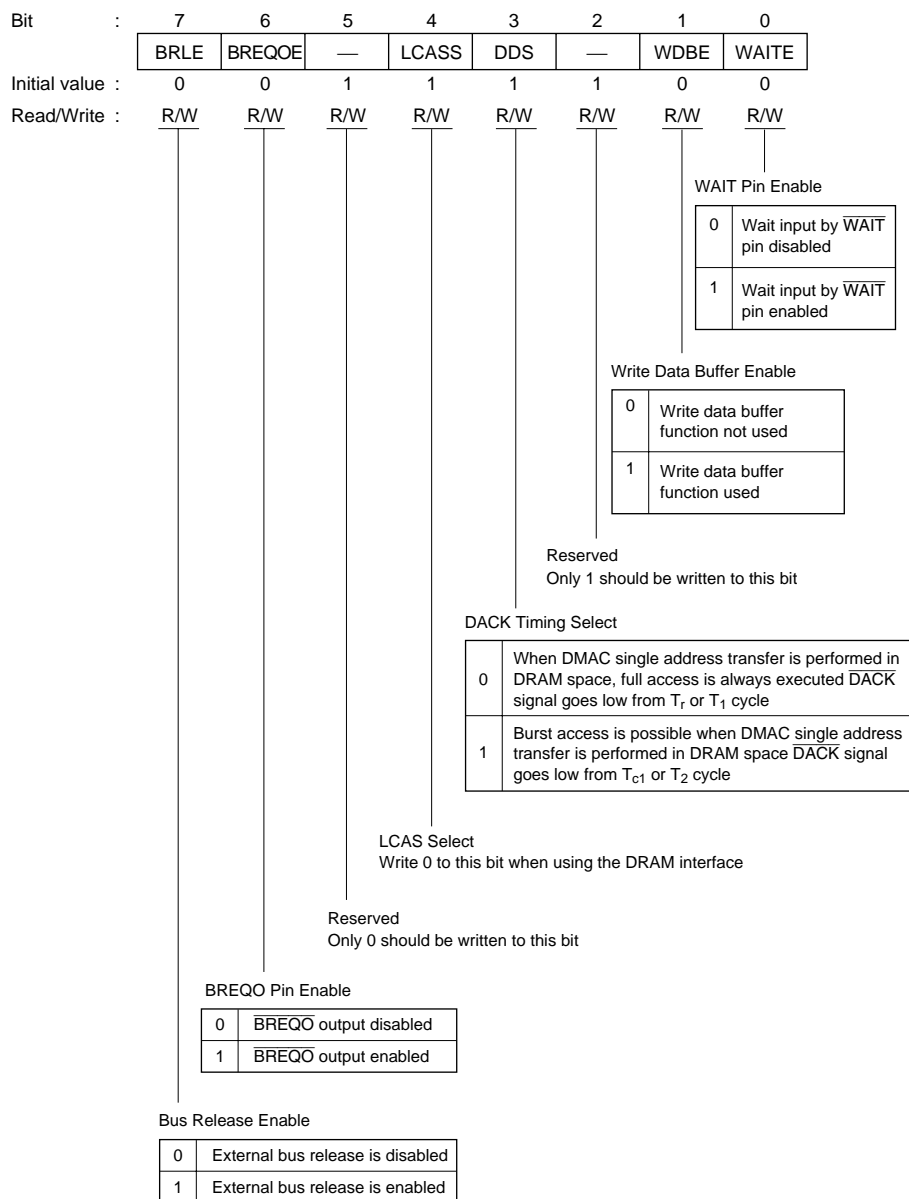 Bit : 7 6 5 4 3 2 1 0
BRLE BREQOE — LCASS DDS — WDBE WAITE
Initial value : 0 0 1 1 1 1 0 0
Read/Write : R/W R/W R/W R/W R/W R/W R/W R/W
WAIT Pin Enable
0 Wait input by WAIT
pin disabled
1 Wait input by WAIT
pin enabled
Write Data Buffer Enable
0 Write data buffer
function not used
1 Write data buffer
function used
Reserved
Only 1 should be written to this bit
DACK Timing Select
When DMAC single address transfer is performed in
0 DRAM space, full access is always executed DACK
signal goes low from Tr or T1 cycle
Burst access is possible when DMAC single address
1 transfer is performed in DRAM space DACK signal
goes low from Tc1 or T2 cycle
LCAS Select
Write 0 to this bit when using the DRAM interface
Reserved
Only 0 should be written to this bit
BREQO Pin Enable
0 BREQO output disabled
1 BREQO output enabled
Bus Release Enable
0 External bus release is disabled
1 External bus release is enabled